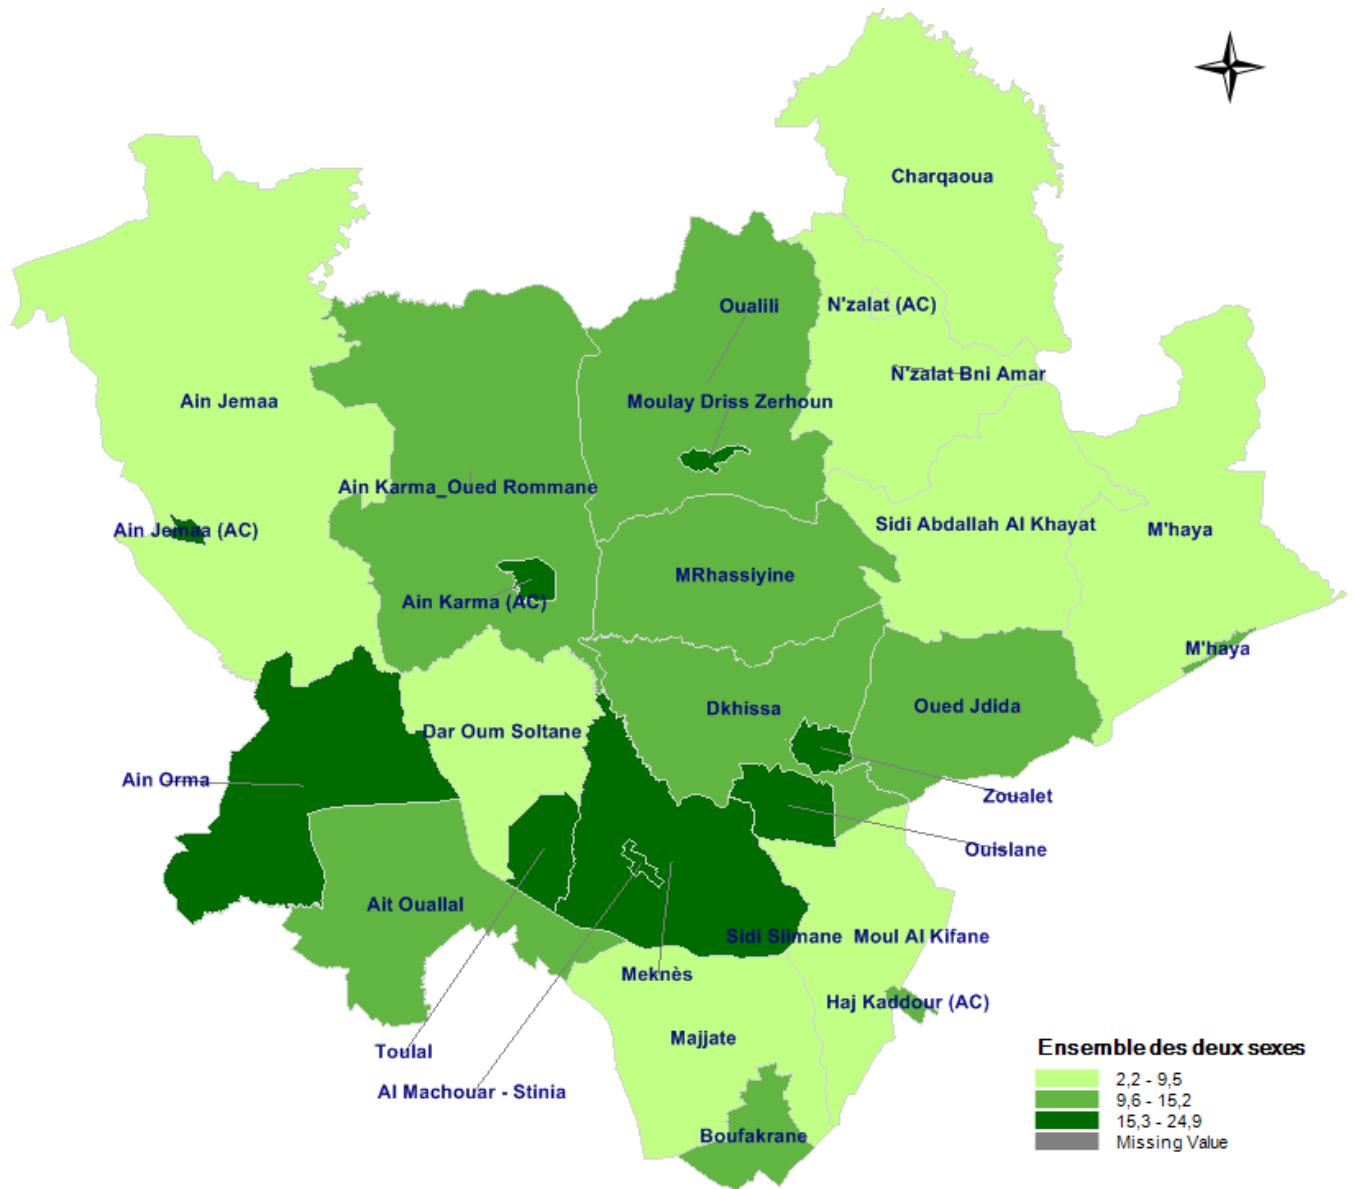 Charqaoua
Oualili
N'zalat (AC)
N'zalat Bni Amar
Ain Jemaa
Moulay Driss Zerhoun
Ain Karma_Oued Rommane
Ain Jemaa (AC)
Sidi Abdallah Al Khayat
M'haya
MRhassiyine
Ain Karma (AC)
M'haya
Dar Oum Soltane
Dkhissa
Oued Jdida
Ain Orma
Zoualet
Ouislane
Ait Ouallal
Sidi Slimane Moul Al Kifane
Meknès
Haj Kaddour (AC)
Toulal
Majjate
Al Machouar - Stinia
Boufakrane
Ensemble des deux sexes
2,2 - 9,5
9,6 - 15,2
15,3 - 24,9
Missing Value